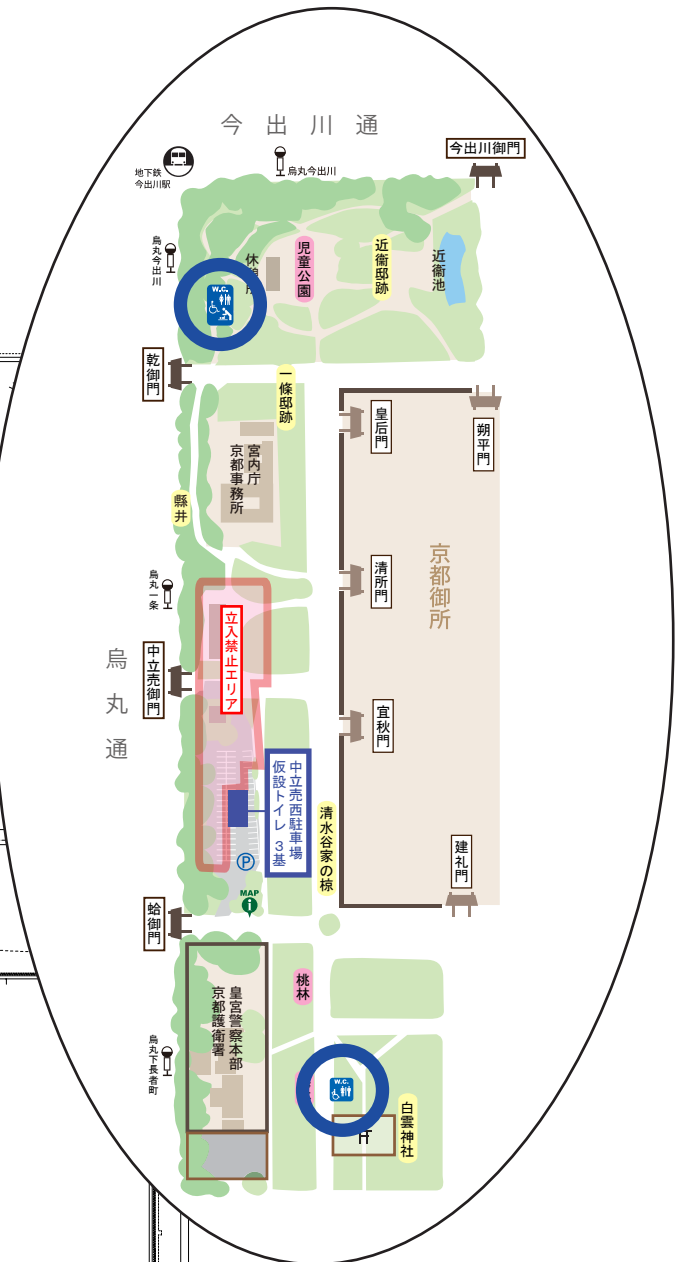 今出川通
地下鉄
今出川駅
烏丸今出川
今出川御門
烏丸今出川
W.C.
児童公園
近衞邸跡
近衞池
乾御門
一條邸跡
皇后門
朔平門
宮内庁
京都事務所
縣井
京都御所
清所門
烏丸一条
立入禁止エリア
烏丸通
中立売御門
宜秋門
中立売西駐車場
仮設トイレ 3基
清水谷家の椋
P
MAP
i
建礼門
蛤御門
桃林
皇宮警察本部
京都護衛署
烏丸下長者町
W.C.
白雲神社